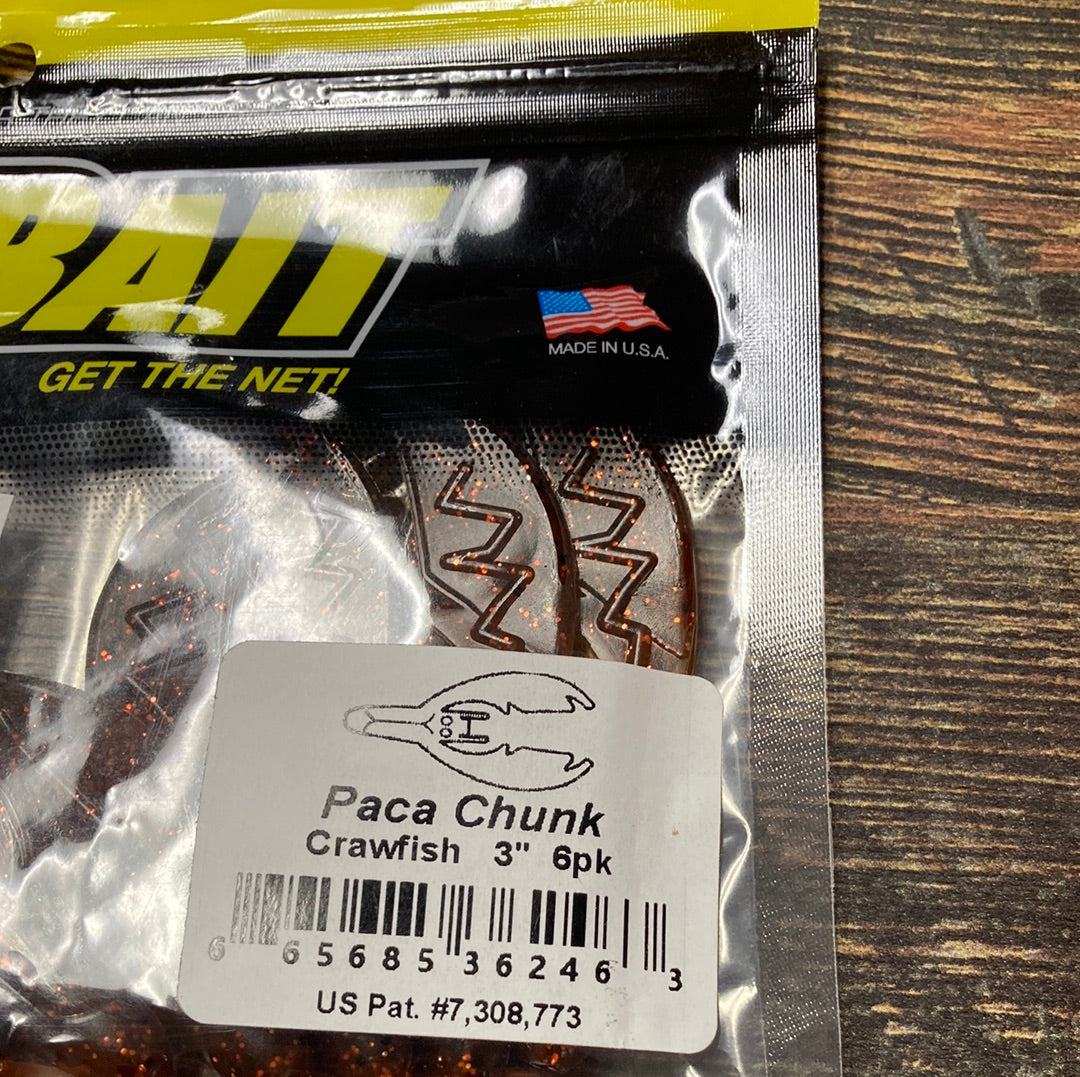 BAIT
GET THE NET!
MADE IN U.S.A.
Paca Chunk
Crawfish 3" 6pk
6 65685 36246 3
US Pat. #7,308,773